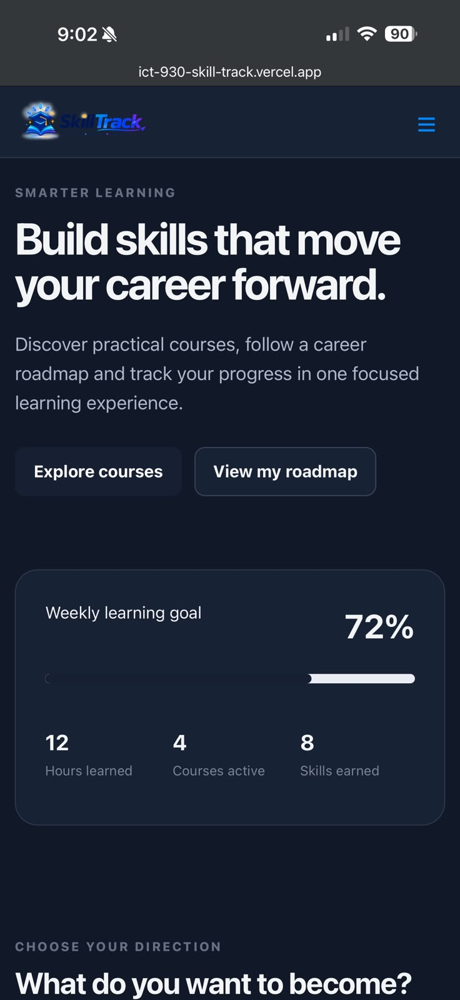 9:02
90
ict-930-skill-track.vercel.app
SkillTrack
SMARTER LEARNING
Build skills that move
your career forward.
Discover practical courses, follow a career
roadmap and track your progress in one focused
learning experience.
Explore courses
View my roadmap
Weekly learning goal
72%
12
4
8
Hours learned
Courses active
Skills earned
CHOOSE YOUR DIRECTION
What do you want to become?